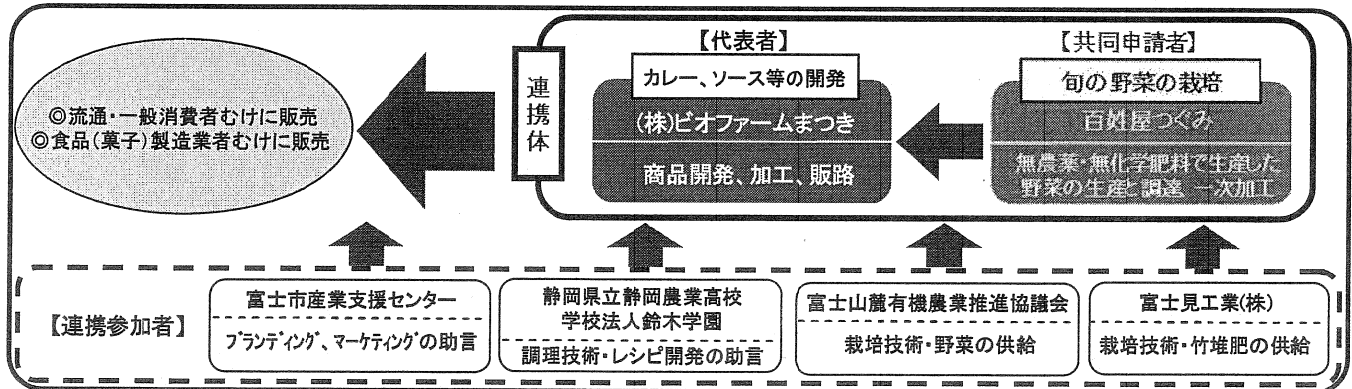 ◎流通・一般消費者むけに販売
◎食品(菓子)製造業者むけに販売
連携体
【代表者】
カレー、ソース等の開発
(株)ビオファームまつき
商品開発、加工、販路
【共同申請者】
旬の野菜の栽培
百姓屋つぐみ
無農薬・無化学肥料で生産した
野菜の生産と調達、一次加工
【連携参加者】
富士市産業支援センター
ブランディング、マーケティングの助言
静岡県立静岡農業高校
学校法人鈴木学園
調理技術・レシピ開発の助言
富士山麓有機農業推進協議会
栽培技術・野菜の供給
富士見工業(株)
栽培技術・竹堆肥の供給